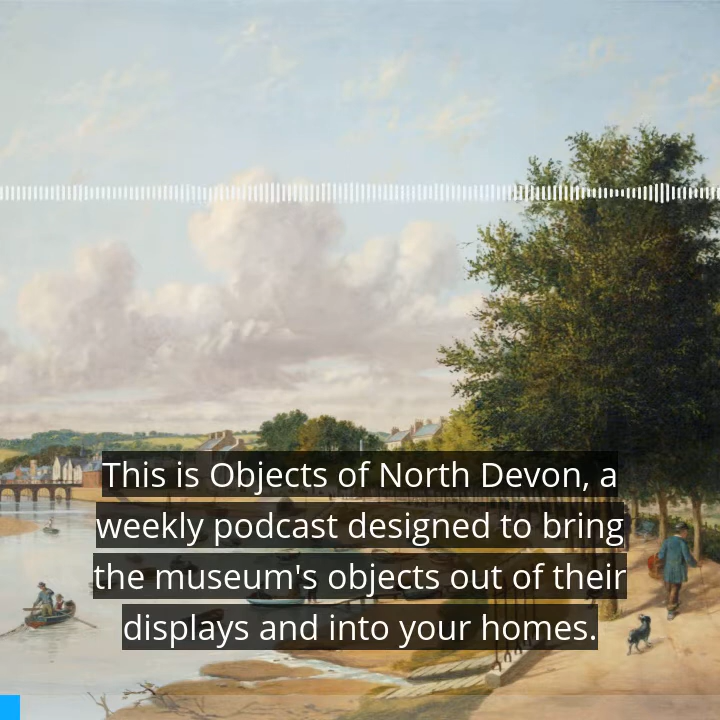 This is Objects of North Devon, a
weekly podcast designed to bring
the museum's objects out of their
displays and into your homes.